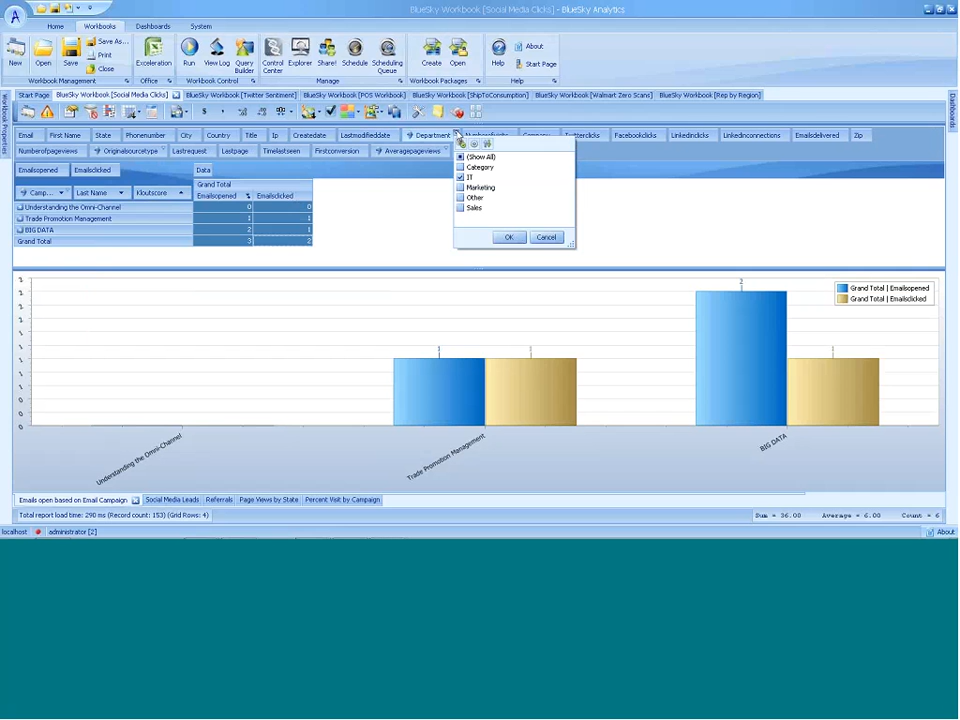 BlueSky Workbook [Social Media Clicks] - BlueSky Analytics
A
Home Workbooks Dashboards System
New Open Save Save As... Print Close Exceleration Run View Log Query Builder Control Center Explorer Share! Schedule Scheduling Queue Create Open Help About Start Page
Workbook Management Office Workbook Control Manage Workbook Packages Help
Start Page BlueSky Workbook [Social Media Clicks] BlueSky Workbook [Twitter Sentiment] BlueSky Workbook [POS Workbook] BlueSky Workbook [ShipToConsumption] BlueSky Workbook [Walmart Zero Scans] BlueSky Workbook [Rep by Region]
Workbook Properties
Dashboards
Email First Name State Phonenumber City Country Title Ip Createdate Lastmodifieddate Department Facebookclicks Linkedinclicks Linkedinconnections Emailsdelivered Zip
Numberofpageviews Originalsourcetype Lastrequest Lastpage Timelastseen Firstconversion Averagepageviews
(Show All)
Category
IT
Marketing
Other
Sales
OK Cancel
Emailsopened Emailsclicked Data
Grand Total
Camp... Last Name Kloutscore Emailsopened Emailsclicked
Understanding the Omni-Channel 0 0
Trade Promotion Management 1 1
BIG DATA 2 1
Grand Total 3 2
Grand Total | Emailsopened
Grand Total | Emailsclicked
2
1 1 1
Understanding the Omni-Channel Trade Promotion Management BIG DATA
Emails open based on Email Campaign Social Media Leads Referrals Page Views by State Percent Visit by Campaign
Total report load time: 290 ms (Record count: 153) (Grid Rows: 4) Sum = 36.00 Average = 6.00 Count = 6
localhost administrator [2] About